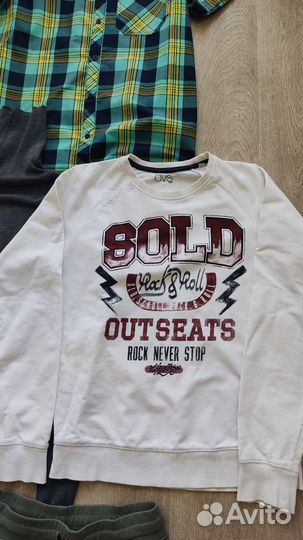 OVS
SOLD
Rock & Roll
OUTSEATS
ROCK NEVER STOP
Avito